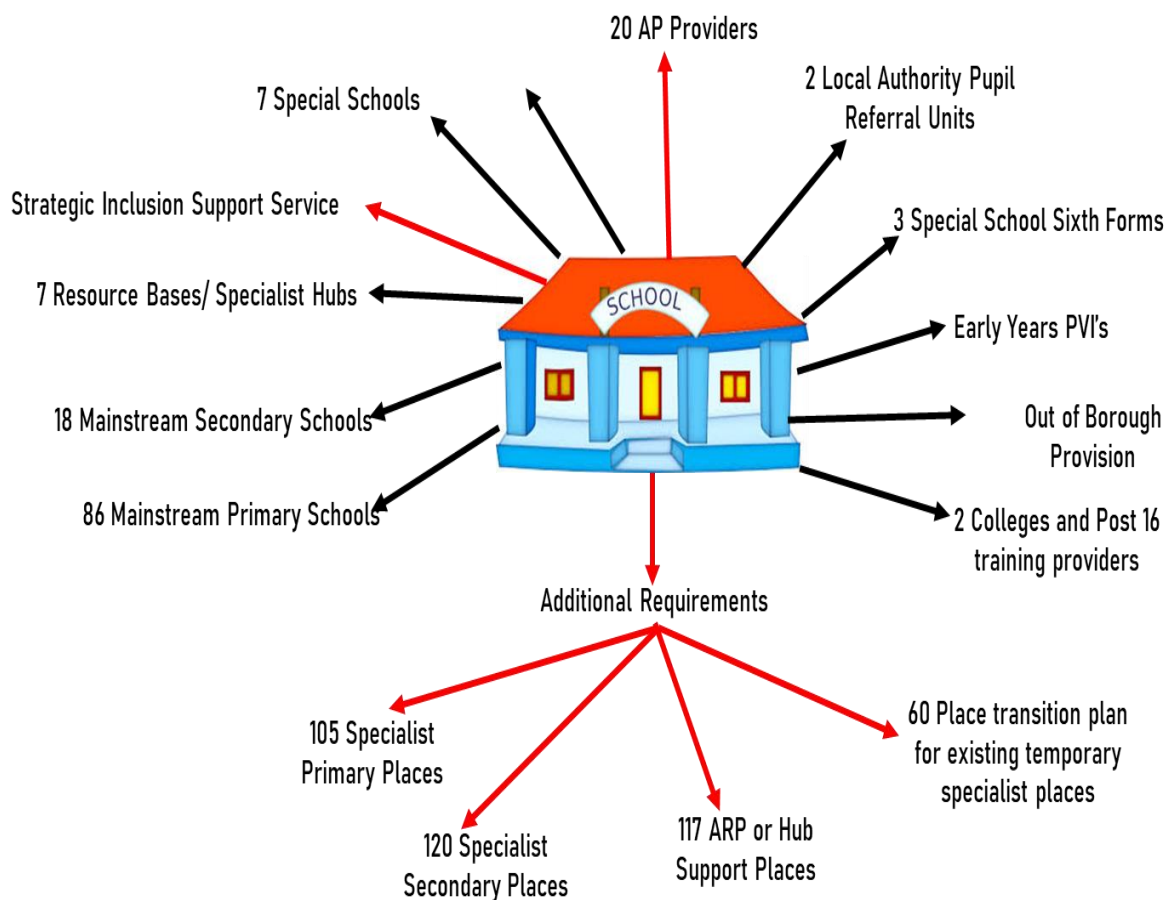 20 AP Providers
7 Special Schools
2 Local Authority Pupil
Referral Units
Strategic Inclusion Support Service
3 Special School Sixth Forms
7 Resource Bases/ Specialist Hubs
SCHOOL
Early Years PVI's
18 Mainstream Secondary Schools
Out of Borough
Provision
86 Mainstream Primary Schools
2 Colleges and Post 16
training providers
Additional Requirements
105 Specialist
Primary Places
120 Specialist
Secondary Places
117 ARP or Hub
Support Places
60 Place transition plan
for existing temporary
specialist places